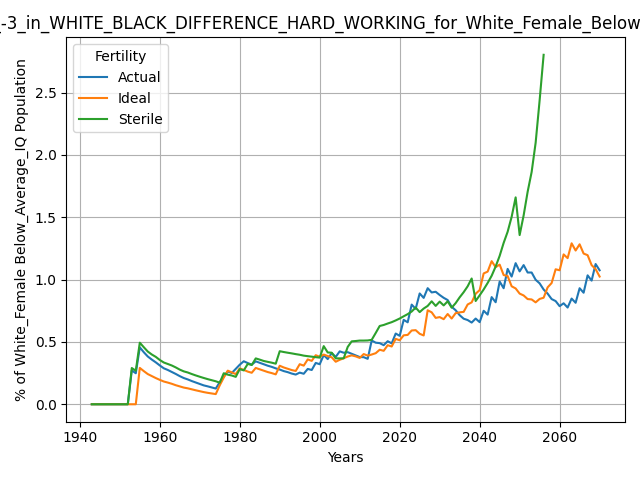 -3_in_WHITE_BLACK_DIFFERENCE_HARD_WORKING_for_White_Female_Below
Fertility
Actual
Ideal
Sterile
% of White_Female Below_Average_IQ Population
2.5
2.0
1.5
1.0
0.5
0.0
1940 1960 1980 2000 2020 2040 2060
Years